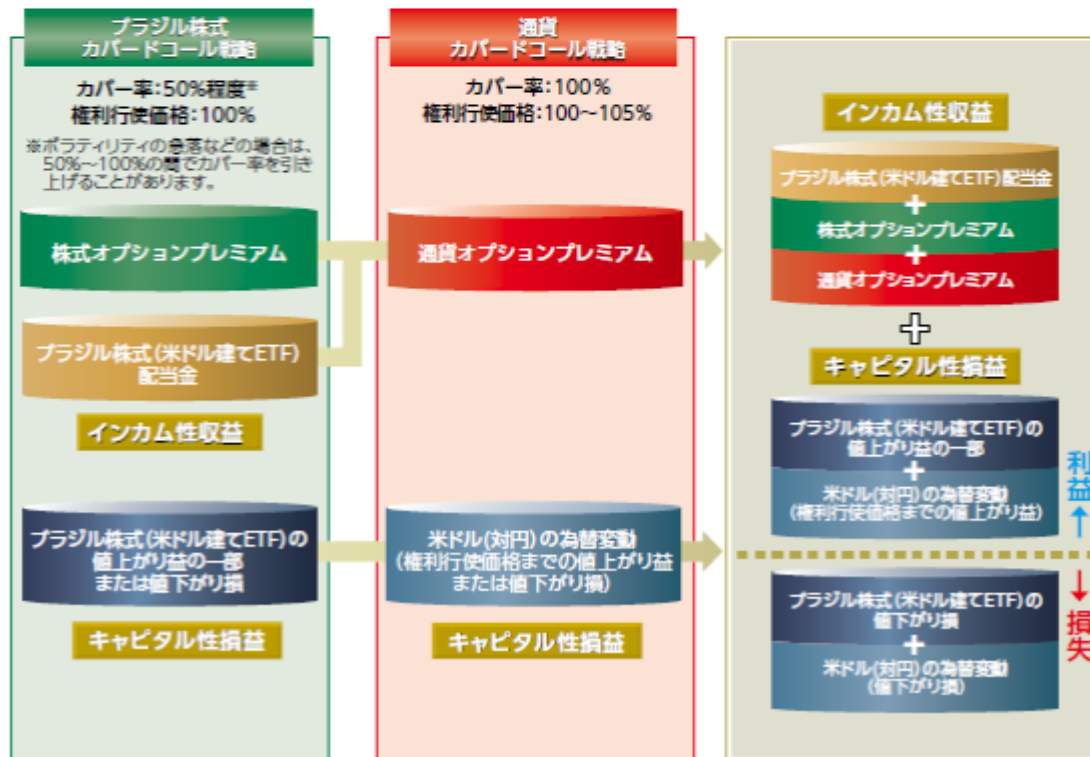 ブラジル株式
カバードコール戦略
カバー率:50%程度※
権利行使価格:100%
※ボラティリティの急落などの場合は、
50%~100%の間でカバー率を引き
上げることがあります。
株式オプションプレミアム
ブラジル株式(米ドル建てETF)
配当金
インカム性収益
ブラジル株式(米ドル建てETF)の
値上がり益の一部
または値下がり損
キャピタル性損益
通貨
カバードコール戦略
カバー率:100%
権利行使価格:100~105%
通貨オプションプレミアム
米ドル(対円)の為替変動
(権利行使価格までの値上がり益
または値下がり損)
キャピタル性損益
インカム性収益
ブラジル株式(米ドル建てETF)配当金
+
株式オプションプレミアム
+
通貨オプションプレミアム
+
キャピタル性損益
ブラジル株式(米ドル建てETF)の
値上がり益の一部
+
米ドル(対円)の為替変動
(権利行使価格までの値上がり益)
利益↑
↓損失
ブラジル株式(米ドル建てETF)の
値下がり損
+
米ドル(対円)の為替変動
(値下がり損)